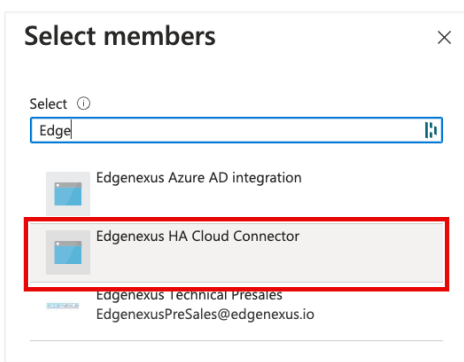 Select members
Select
Edge
Edgenexus Azure AD integration
Edgenexus HA Cloud Connector
Edgenexus Technical Presales
EdgenexusPreSales@edgenexus.io